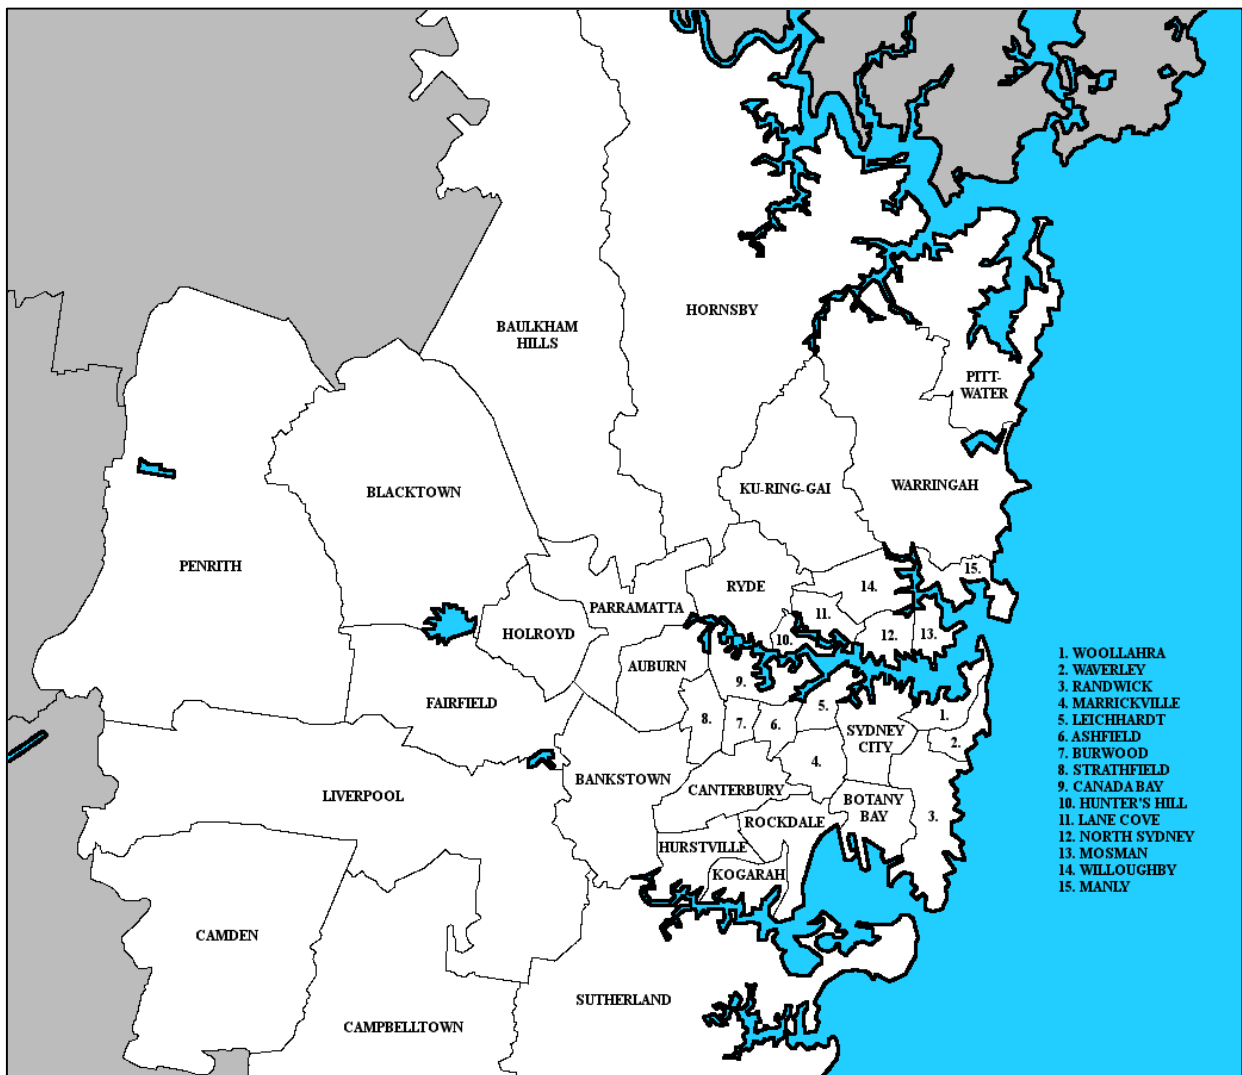 HORNSBY
BAULKHAM
HILLS
PITT-
WATER
KU-RING-GAI
WARRINGAH
BLACKTOWN
PENRITH
15.
RYDE
14.
PARRAMATTA
11.
HOLROYD
10.
12.
13.
AUBURN
9.
FAIRFIELD
5.
1.
8.
7.
6.
SYDNEY
CITY
2.
4.
BANKSTOWN
CANTERBURY
LIVERPOOL
BOTANY
BAY
3.
ROCKDALE
HURSTVILLE
KOGARAH
CAMDEN
SUTHERLAND
CAMPBELLTOWN
1. WOOLLAHRA
2. WAVERLEY
3. RANDWICK
4. MARRICKVILLE
5. LEICHHARDT
6. ASHFIELD
7. BURWOOD
8. STRATHFIELD
9. CANADA BAY
10. HUNTER'S HILL
11. LANE COVE
12. NORTH SYDNEY
13. MOSMAN
14. WILLOUGHBY
15. MANLY